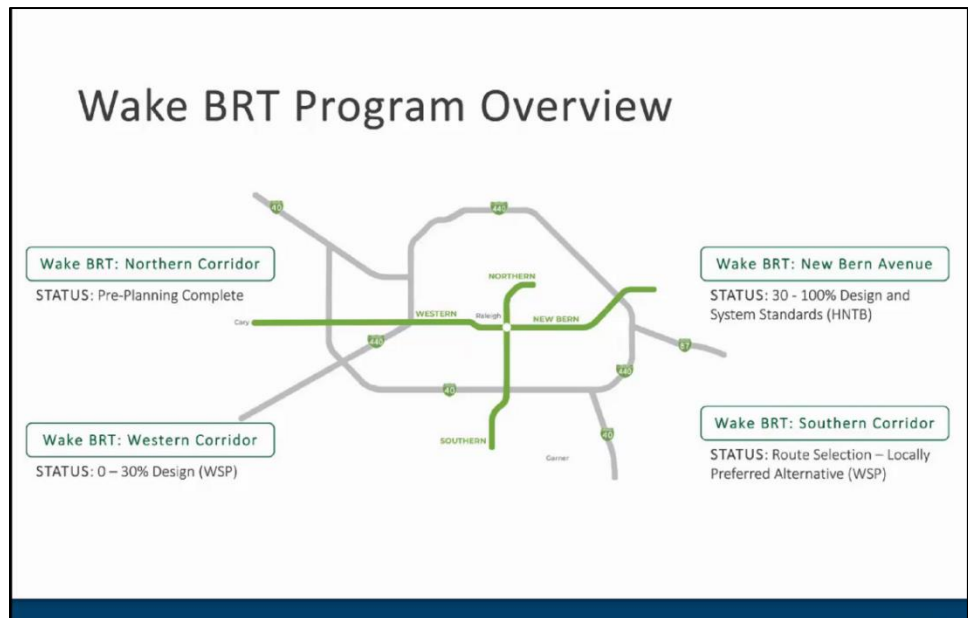 Wake BRT Program Overview
Wake BRT: Northern Corridor
STATUS: Pre-Planning Complete
Wake BRT: Western Corridor
STATUS: 0 – 30% Design (WSP)
40
440
NORTHERN
Cary
WESTERN
Raleigh
NEW BERN
440
87
440
40
SOUTHERN
40
Garner
Wake BRT: New Bern Avenue
STATUS: 30 - 100% Design and
System Standards (HNTB)
Wake BRT: Southern Corridor
STATUS: Route Selection – Locally
Preferred Alternative (WSP)